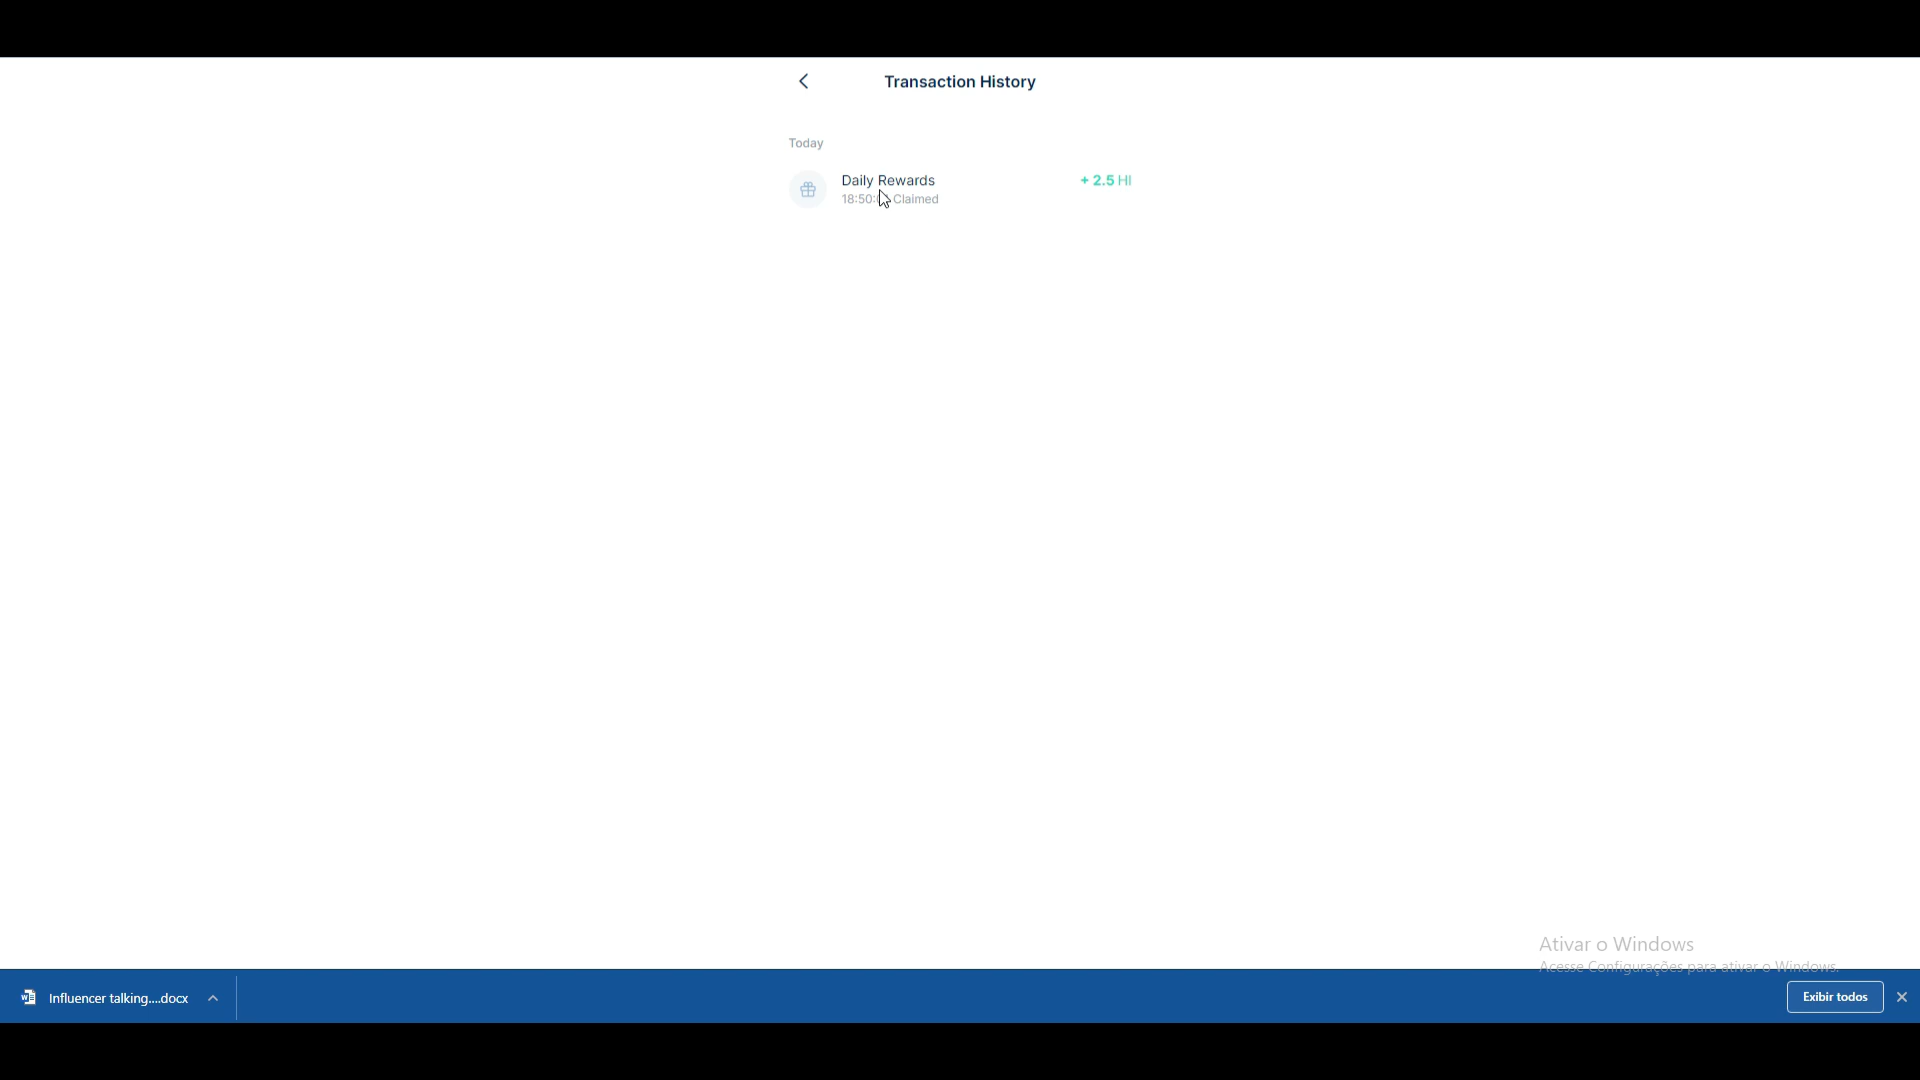 Transaction History
Today
Daily Rewards
+ 2.5 HI
Claimed
Ativar o Windows
Acesse Configurações para ativar o Windows.
Influencer talking....docx
Exibir todos